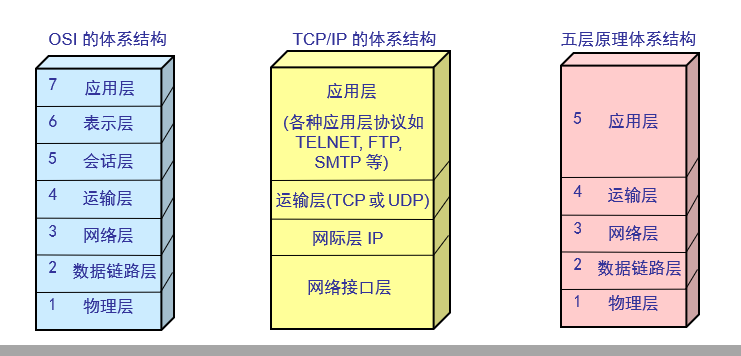 OSI 的体系结构
7 应用层
6 表示层
5 会话层
4 运输层
3 网络层
2 数据链路层
1 物理层
TCP/IP 的体系结构
应用层
(各种应用层协议如
TELNET, FTP,
SMTP 等)
运输层(TCP 或 UDP)
网际层 IP
网络接口层
五层原理体系结构
5 应用层
4 运输层
3 网络层
2 数据链路层
1 物理层